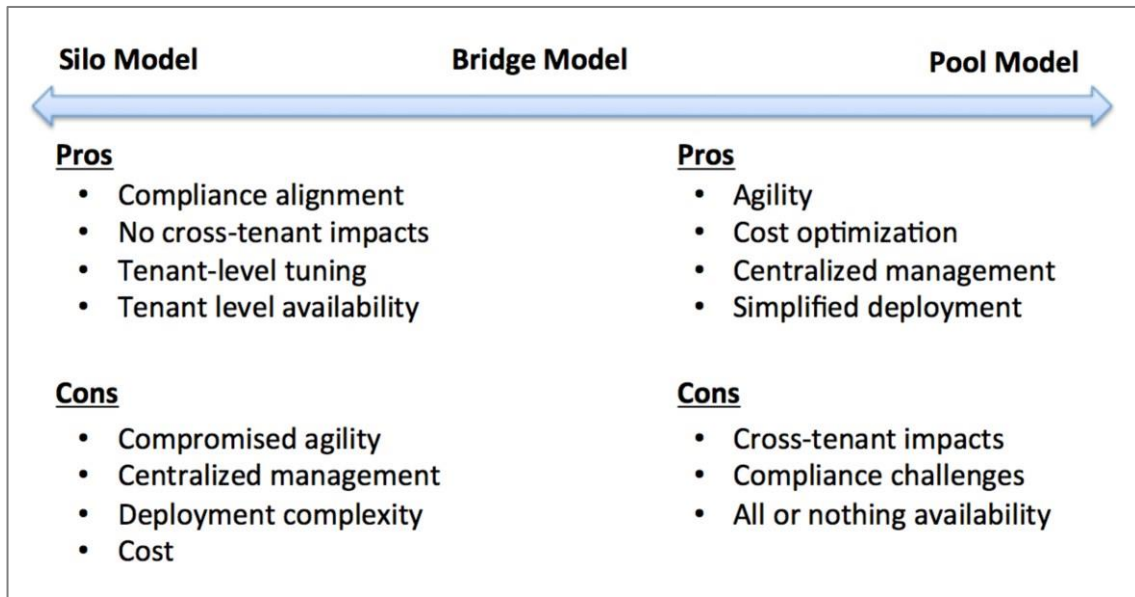 Silo Model
Bridge Model
Pool Model
Pros
• Compliance alignment
• No cross-tenant impacts
• Tenant-level tuning
• Tenant level availability
Cons
• Compromised agility
• Centralized management
• Deployment complexity
• Cost
Pros
• Agility
• Cost optimization
• Centralized management
• Simplified deployment
Cons
• Cross-tenant impacts
• Compliance challenges
• All or nothing availability